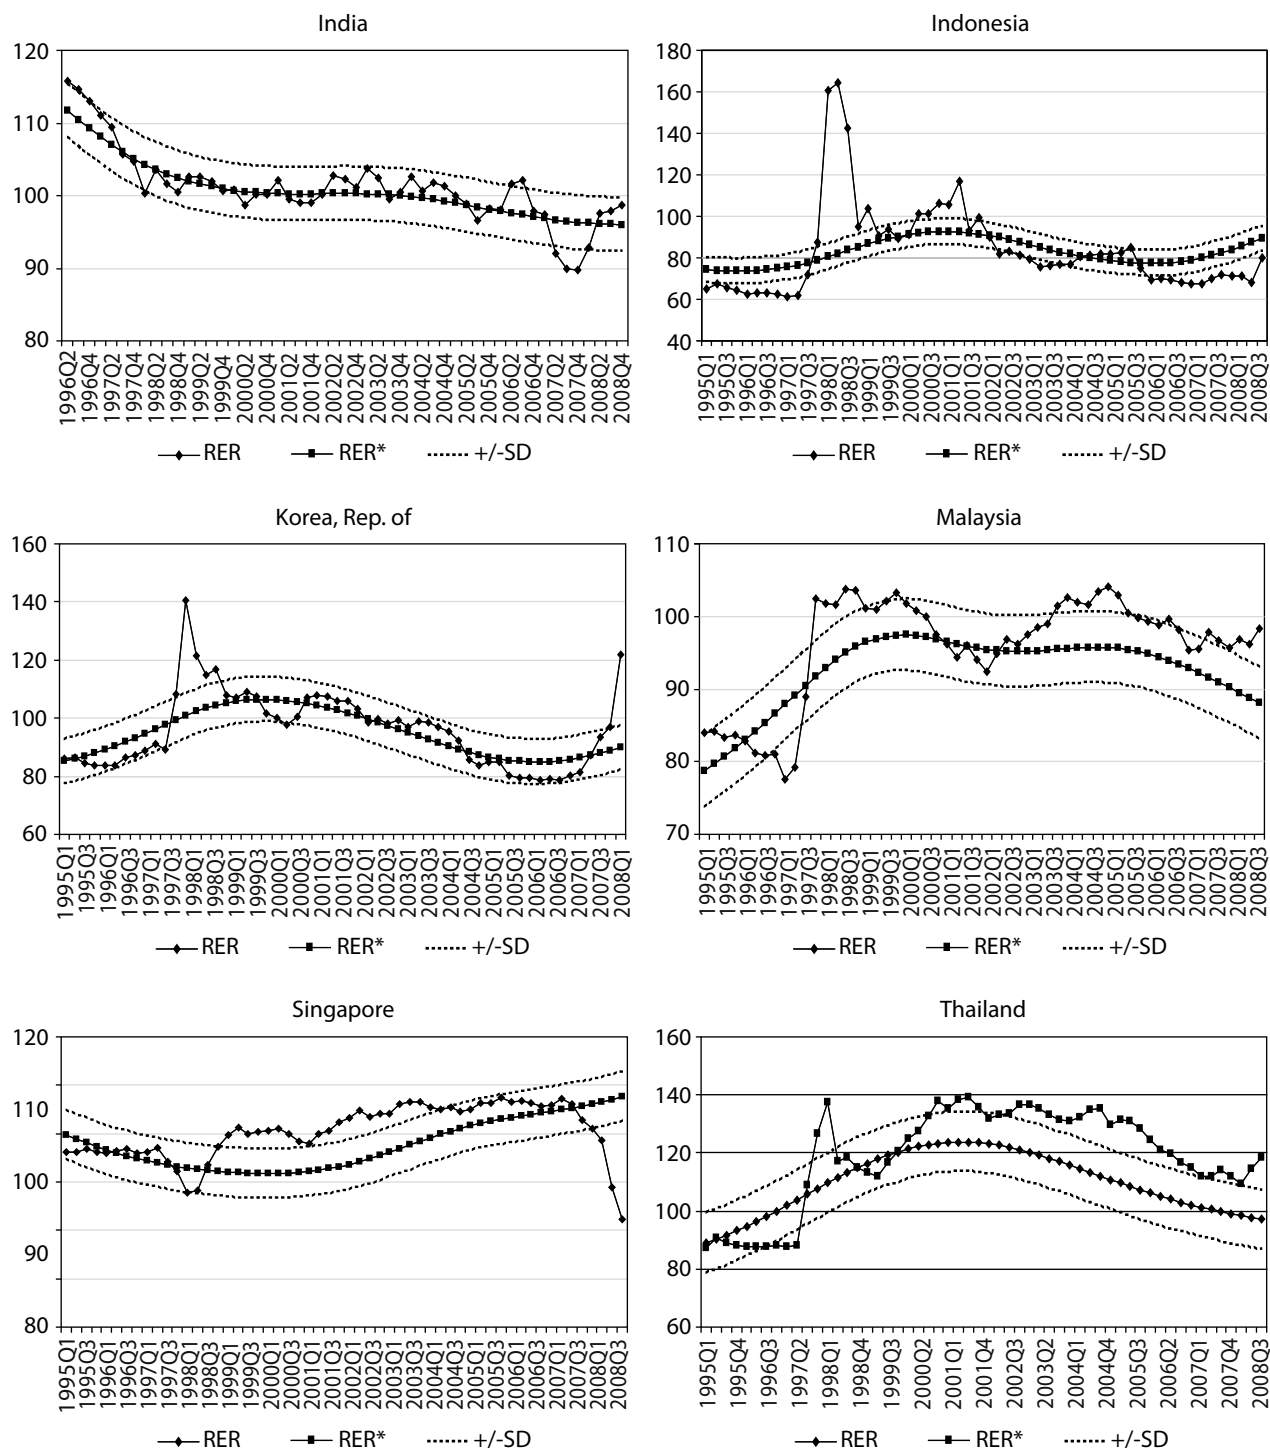 India
120
110
100
90
80
1996Q2
1996Q4
1997Q2
1997Q4
1998Q2
1998Q4
1999Q2
1999Q4
2000Q2
2000Q4
2001Q2
2001Q4
2002Q2
2002Q4
2003Q2
2003Q4
2004Q2
2004Q4
2005Q2
2005Q4
2006Q2
2006Q4
2007Q2
2007Q4
2008Q2
2008Q4
RER RER* +/-SD
Indonesia
180
160
140
120
100
80
60
40
1995Q1
1995Q3
1996Q1
1996Q3
1997Q1
1997Q3
1998Q1
1998Q3
1999Q1
1999Q3
2000Q1
2000Q3
2001Q1
2001Q3
2002Q1
2002Q3
2003Q1
2003Q3
2004Q1
2004Q3
2005Q1
2005Q3
2006Q1
2006Q3
2007Q1
2007Q3
2008Q1
2008Q3
RER RER* +/-SD
Korea, Rep. of
160
140
120
100
80
60
1995Q1
1995Q3
1996Q1
1996Q3
1997Q1
1997Q3
1998Q1
1998Q3
1999Q1
1999Q3
2000Q1
2000Q3
2001Q1
2001Q3
2002Q1
2002Q3
2003Q1
2003Q3
2004Q1
2004Q3
2005Q1
2005Q3
2006Q1
2006Q3
2007Q1
2007Q3
2008Q1
RER RER* +/-SD
Malaysia
110
100
90
80
70
1995Q1
1995Q3
1996Q1
1996Q3
1997Q1
1997Q3
1998Q1
1998Q3
1999Q1
1999Q3
2000Q1
2000Q3
2001Q1
2001Q3
2002Q1
2002Q3
2003Q1
2003Q3
2004Q1
2004Q3
2005Q1
2005Q3
2006Q1
2006Q3
2007Q1
2007Q3
2008Q1
2008Q3
RER RER* +/-SD
Singapore
120
110
100
90
80
1995Q1
1995Q3
1996Q1
1996Q3
1997Q1
1997Q3
1998Q1
1998Q3
1999Q1
1999Q3
2000Q1
2000Q3
2001Q1
2001Q3
2002Q1
2002Q3
2003Q1
2003Q3
2004Q1
2004Q3
2005Q1
2005Q3
2006Q1
2006Q3
2007Q1
2007Q3
2008Q1
2008Q3
RER RER* +/-SD
Thailand
160
140
120
100
80
60
1995Q1
1995Q4
1996Q3
1997Q2
1998Q1
1998Q4
1999Q3
2000Q2
2001Q1
2001Q4
2002Q3
2003Q2
2004Q1
2004Q4
2005Q3
2006Q2
2007Q1
2007Q4
2008Q3
RER RER* +/-SD